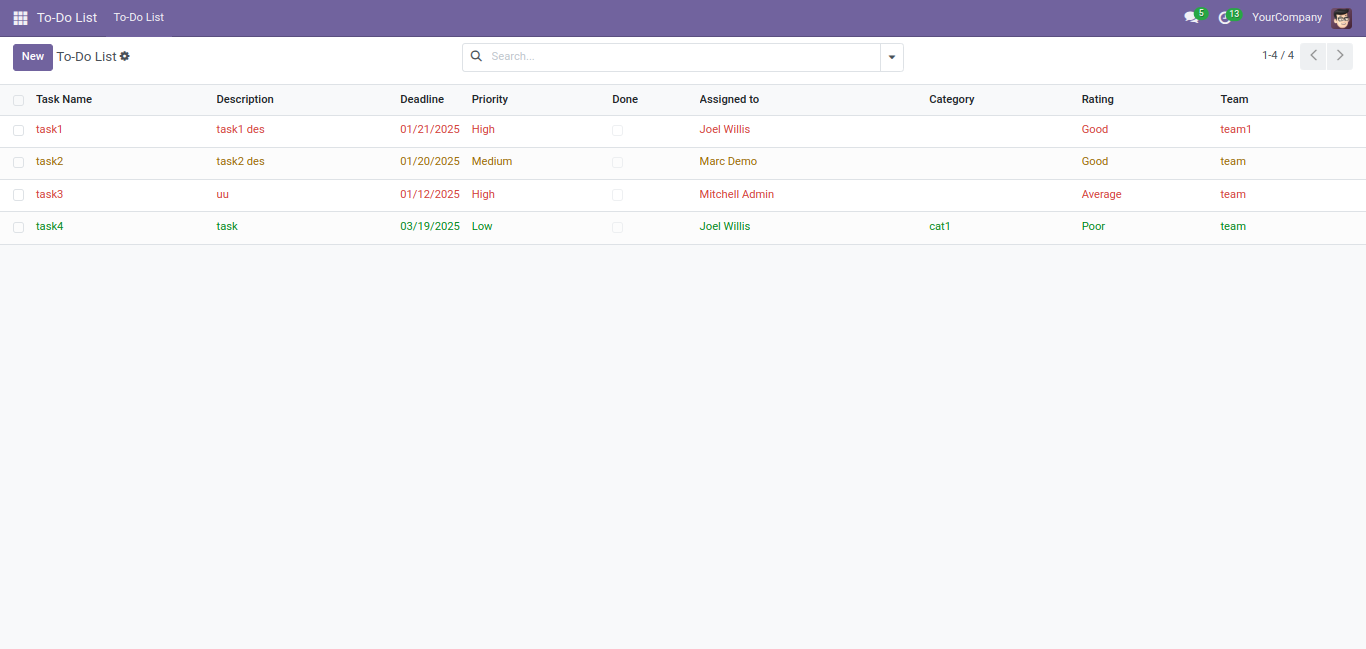 To-Do List To-Do List 5 13 YourCompany
New To-Do List Search... 1-4 / 4
Task Name Description Deadline Priority Done Assigned to Category Rating Team
task1 task1 des 01/21/2025 High Joel Willis Good team1
task2 task2 des 01/20/2025 Medium Marc Demo Good team
task3 uu 01/12/2025 High Mitchell Admin Average team
task4 task 03/19/2025 Low Joel Willis cat1 Poor team